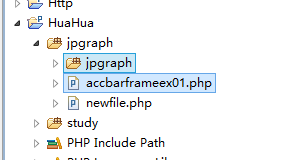 Http
HuaHua
jpgraph
jpgraph
accbarframeex01.php
newfile.php
study
PHP Include Path